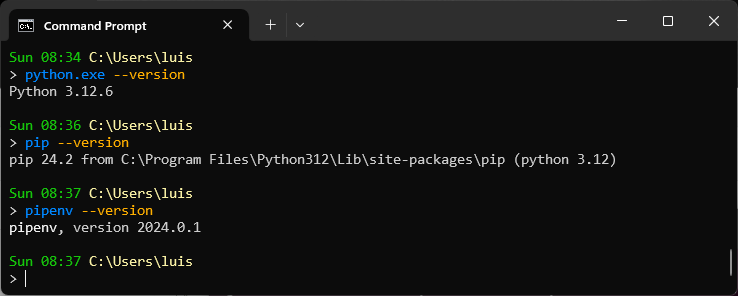 Command Prompt
Sun 08:34 C:\Users\luis
> python.exe --version
Python 3.12.6
Sun 08:36 C:\Users\luis
> pip --version
pip 24.2 from C:\Program Files\Python312\Lib\site-packages\pip (python 3.12)
Sun 08:37 C:\Users\luis
> pipenv --version
pipenv, version 2024.0.1
Sun 08:37 C:\Users\luis
>